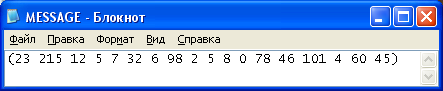 MESSAGE - Блокнот
Файл Правка Формат Вид Справка
(23 215 12 5 7 32 6 98 2 5 8 0 78 46 101 4 60 45)